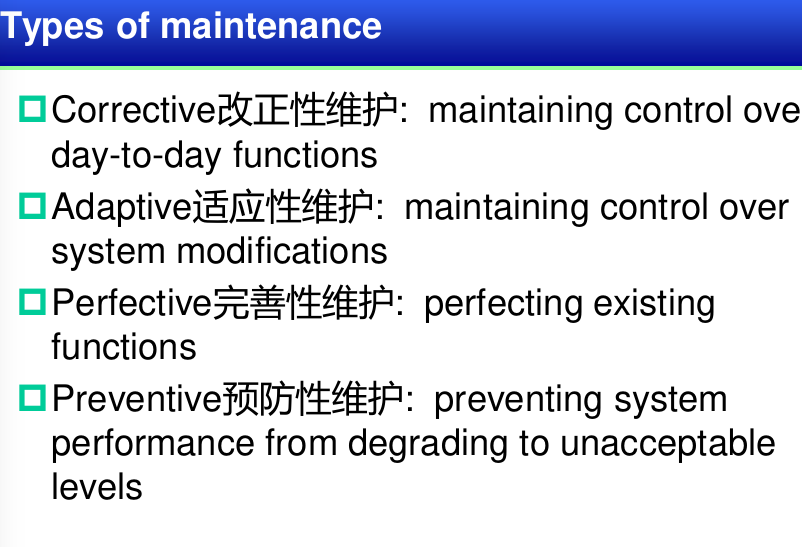 Types of maintenance
Corrective改正性维护: maintaining control ove
day-to-day functions
Adaptive适应性维护: maintaining control over
system modifications
Perfective完善性维护: perfecting existing
functions
Preventive预防性维护: preventing system
performance from degrading to unacceptable
levels